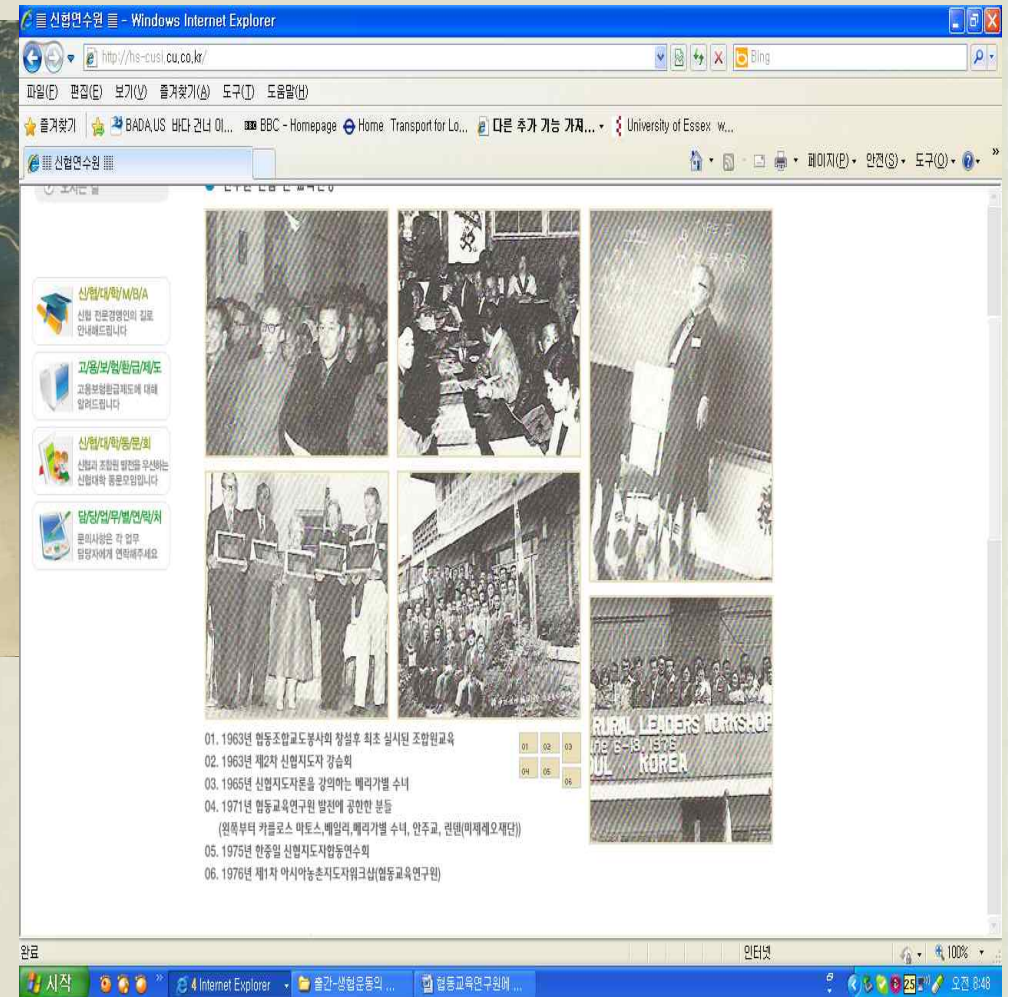 신협연수원 - Windows Internet Explorer
http://hs-cusi.cu.co.kr/
Bing
파일(F) 편집(E) 보기(V) 즐겨찾기(A) 도구(T) 도움말(H)
즐겨찾기 BADA.US 바다 건너 이... BBC - Homepage Home Transport for Lo... 다른 추가 기능 가져... University of Essex w...
신협연수원
페이지(P) 안전(S) 도구(O)
신/협/대/학/M/B/A
신협 전문경영인의 길로
안내해드립니다
고/용/보/험/환/급/제/도
고용보험환급제도에 대해
알려드립니다
신/협/대/학/동/문/회
신협과 조합원 발전을 우선하는
신협대학 동문모임입니다
담/당/업/무/별/연/락/처
문의사항은 각 업무
담당자에게 연락해주세요
RURAL LEADERS WORKSHOP
6-18, 1976
KOREA
01. 1963년 협동조합교도봉사회 창설후 최초 실시된 조합원교육
02. 1963년 제2차 신협지도자 강습회
03. 1965년 신협지도자론을 강의하는 메리가별 수녀
04. 1971년 협동교육연구원 발전에 공한한 분들
(왼쪽부터 카를로스 마토스,베일리,메리가별 수녀, 안주교, 린덴(미제레오재단))
05. 1975년 한중일 신협지도자합동연수회
06. 1976년 제1차 아시아농촌지도자워크샵(협동교육연구원)
01 02 03
04 05 06
완료 인터넷 100%
시작 4 Internet Explorer 출간-생협운동의 ... 협동교육연구원에 ... 25 오전 8:48